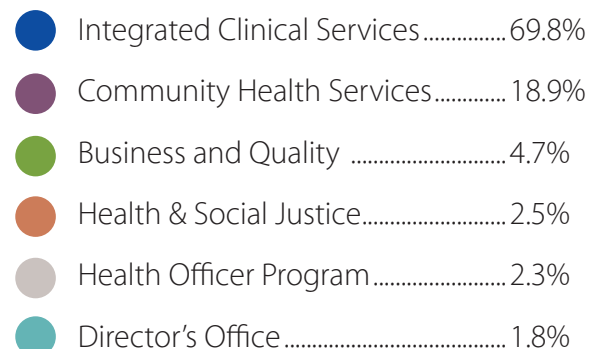 Integrated Clinical Services...............69.8%
Community Health Services.............18.9%
Business and Quality ............................4.7%
Health & Social Justice..........................2.5%
Health Officer Program........................2.3%
Director’s Office........................................1.8%